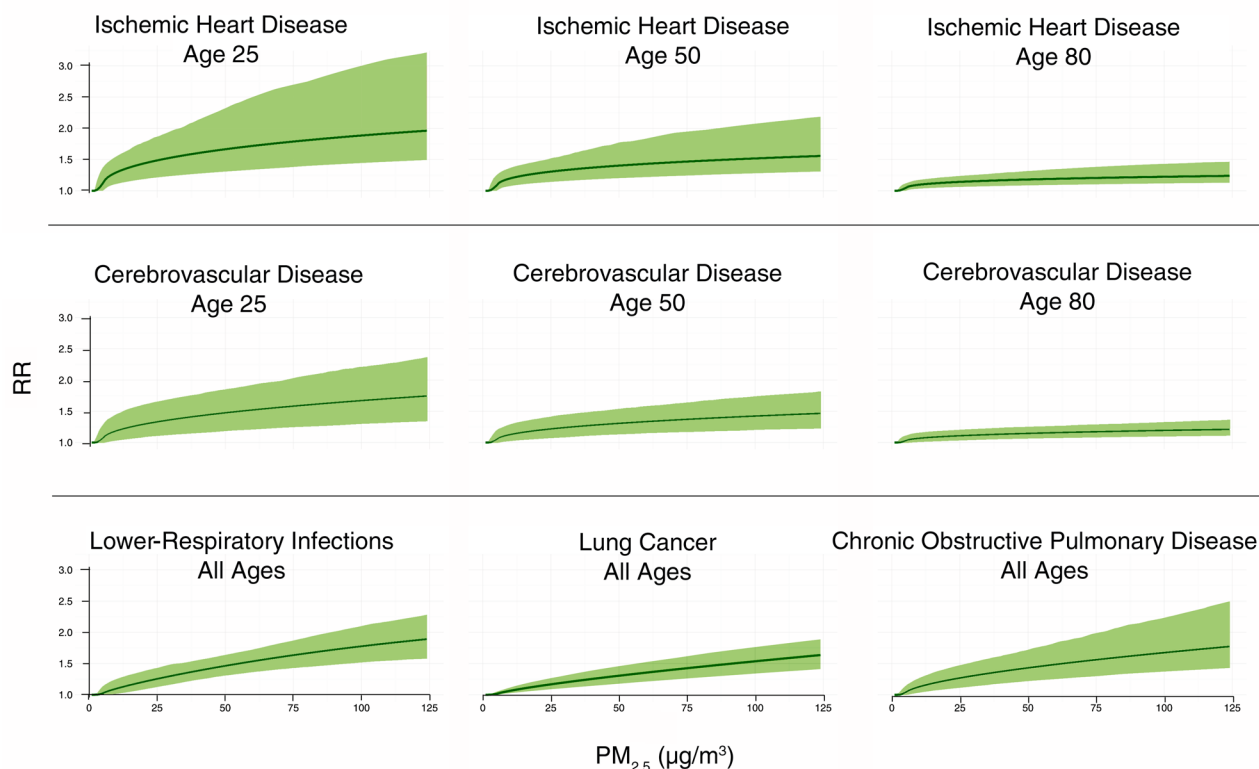 Ischemic Heart Disease
Age 25
Ischemic Heart Disease
Age 50
Ischemic Heart Disease
Age 80
3.0
2.5
2.0
1.5
1.0
Cerebrovascular Disease
Age 25
Cerebrovascular Disease
Age 50
Cerebrovascular Disease
Age 80
3.0
2.5
2.0
1.5
1.0
RR
Lower-Respiratory Infections
All Ages
Lung Cancer
All Ages
Chronic Obstructive Pulmonary Disease
All Ages
3.0
2.5
2.0
1.5
1.0
0 25 50 75 100 125
0 25 50 75 100 125
0 25 50 75 100 125
PM2.5 (µg/m³)